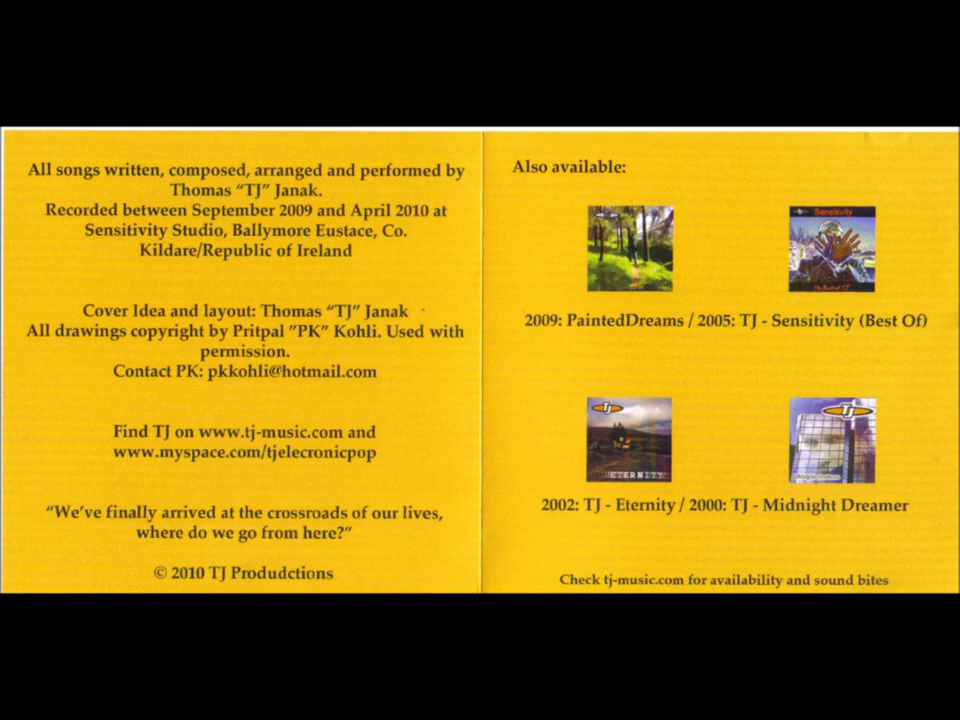 All songs written, composed, arranged and performed by
Thomas “TJ” Janak.
Recorded between September 2009 and April 2010 at
Sensitivity Studio, Ballymore Eustace, Co.
Kildare/Republic of Ireland
Cover Idea and layout: Thomas “TJ” Janak
All drawings copyright by Pritpal ”PK” Kohli. Used with
permission.
Contact PK: pkkohli@hotmail.com
Find TJ on www.tj-music.com and
www.myspace.com/tjelecronicpop
“We’ve finally arrived at the crossroads of our lives,
where do we go from here?”
© 2010 TJ Produdctions
Also available:
Sensitivity
The Best of TJ
2009: PaintedDreams / 2005: TJ - Sensitivity (Best Of)
TJ
ETERNITY
TJ
2002: TJ - Eternity / 2000: TJ - Midnight Dreamer
Check tj-music.com for availability and sound bites